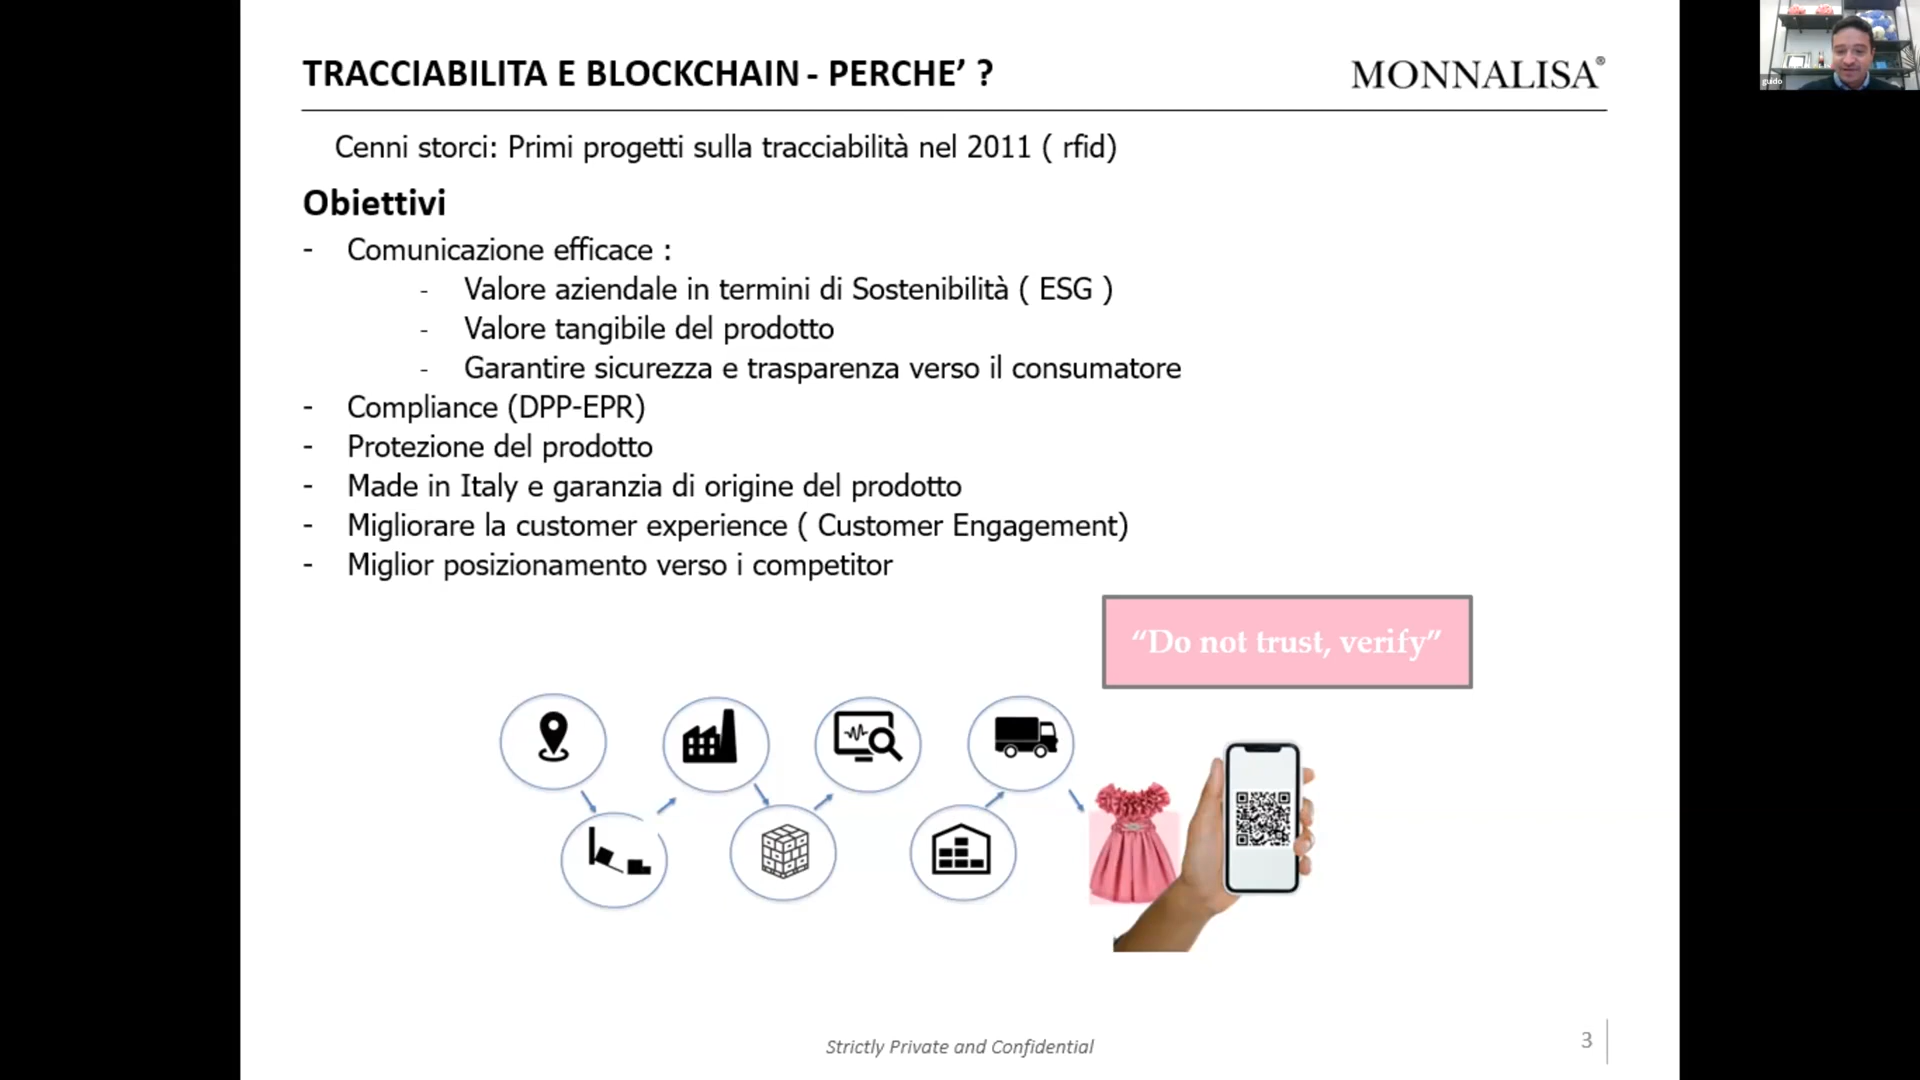 TRACCIABILITA E BLOCKCHAIN - PERCHE' ?
MONNALISA®
guido
Cenni storci: Primi progetti sulla tracciabilità nel 2011 ( rfid)
Obiettivi
- Comunicazione efficace :
- Valore aziendale in termini di Sostenibilità ( ESG )
- Valore tangibile del prodotto
- Garantire sicurezza e trasparenza verso il consumatore
- Compliance (DPP-EPR)
- Protezione del prodotto
- Made in Italy e garanzia di origine del prodotto
- Migliorare la customer experience ( Customer Engagement)
- Miglior posizionamento verso i competitor
“Do not trust, verify”
Strictly Private and Confidential
3